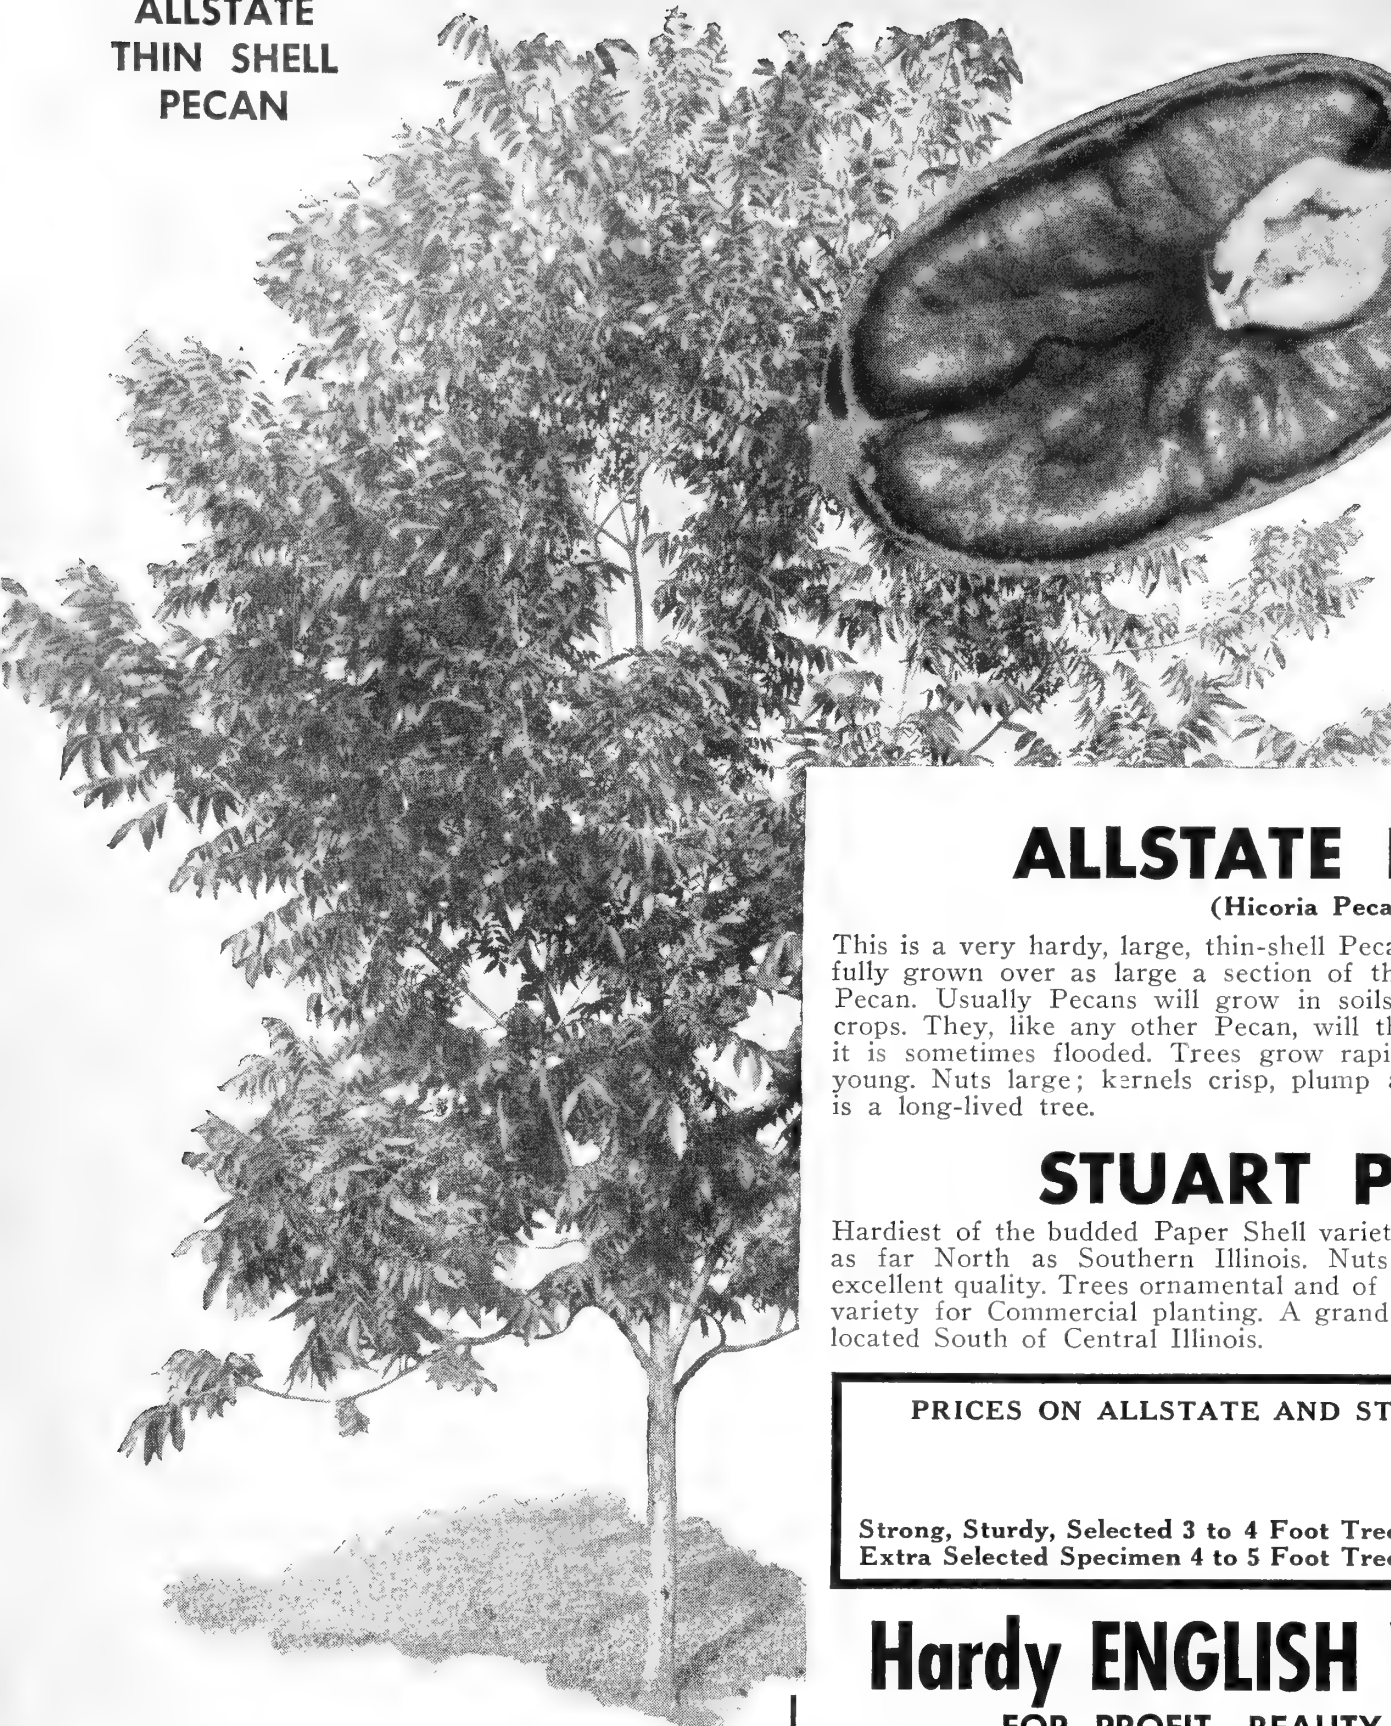 ALLSTATE
THIN SHELL
PECAN
ALLSTATE
(Hicoria Peca
This is a very hardy, large, thin-shell Peca
fully grown over as large a section of th
Pecan. Usually Pecans will grow in soils
crops. They, like any other Pecan, will th
it is sometimes flooded. Trees grow rapi
young. Nuts large; kernels crisp, plump
is a long-lived tree.
STUART P
Hardiest of the budded Paper Shell variet
as far North as Southern Illinois. Nuts
excellent quality. Trees ornamental and of
variety for Commercial planting. A grand
located South of Central Illinois.
PRICES ON ALLSTATE AND ST
Strong, Sturdy, Selected 3 to 4 Foot Tree
Extra Selected Specimen 4 to 5 Foot Tree
Hardy ENGLISH
FOR PROFIT, BEAUTY